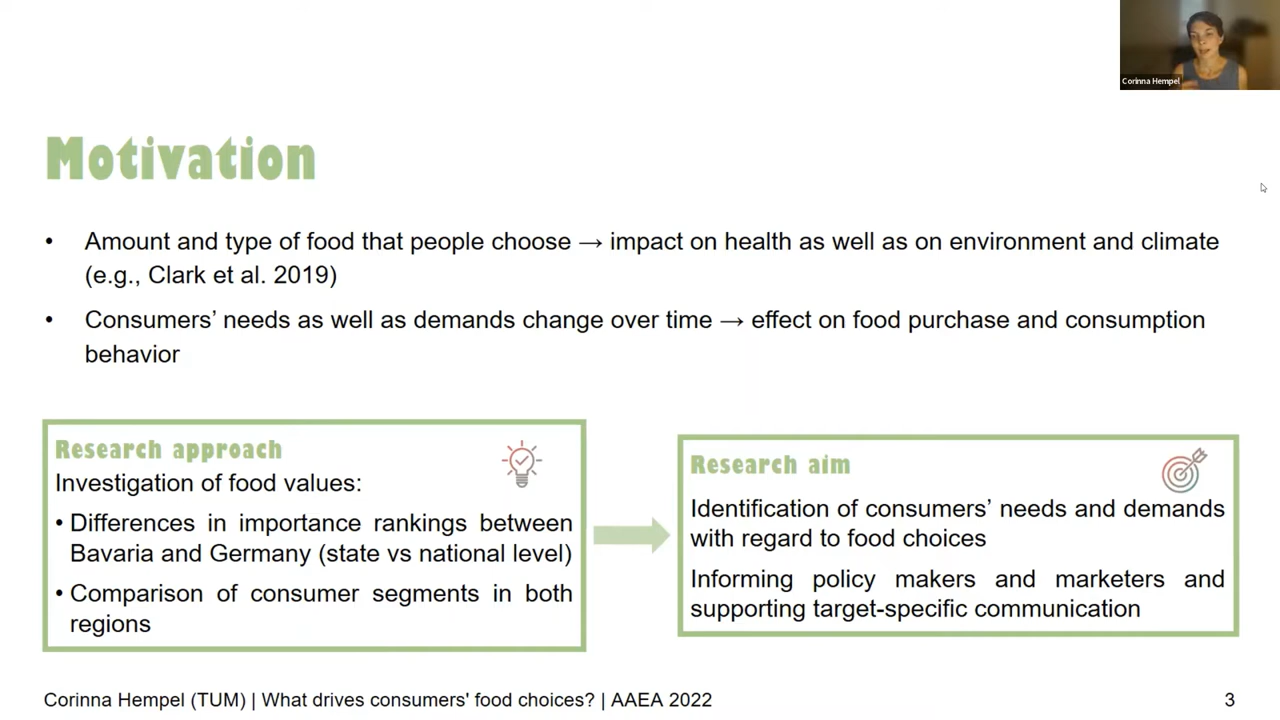 Corinna Hempel
Motivation
• Amount and type of food that people choose → impact on health as well as on environment and climate
(e.g., Clark et al. 2019)
• Consumers’ needs as well as demands change over time → effect on food purchase and consumption
behavior
Research approach
Investigation of food values:
• Differences in importance rankings between
Bavaria and Germany (state vs national level)
• Comparison of consumer segments in both
regions
Research aim
Identification of consumers’ needs and demands
with regard to food choices
Informing policy makers and marketers and
supporting target-specific communication
Corinna Hempel (TUM) | What drives consumers' food choices? | AAEA 2022
3